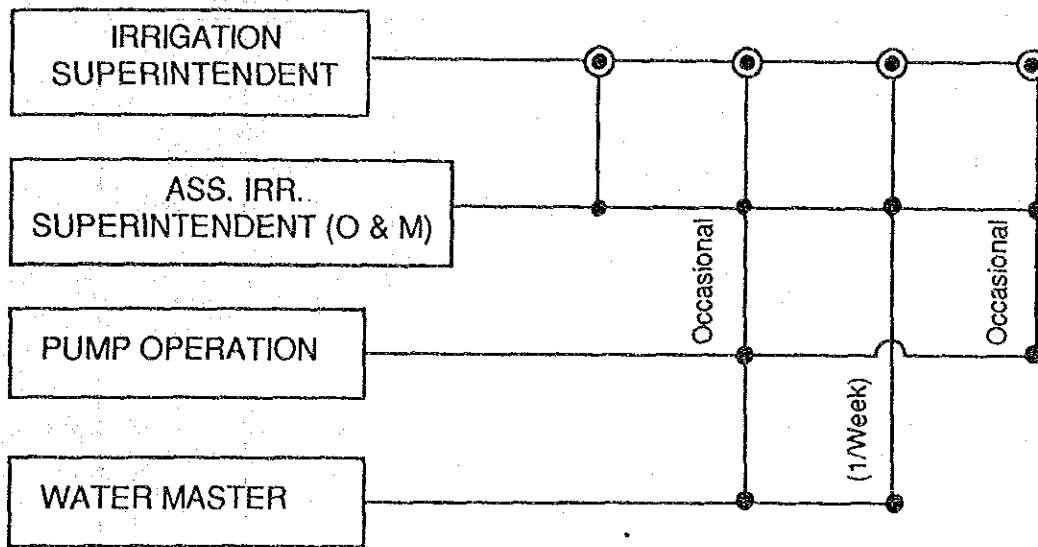 IRRIGATION
SUPERINTENDENT
ASS. IRR.
SUPERINTENDENT (O & M)
PUMP OPERATION
WATER MASTER
Occasional
(1/Week)
Occasional